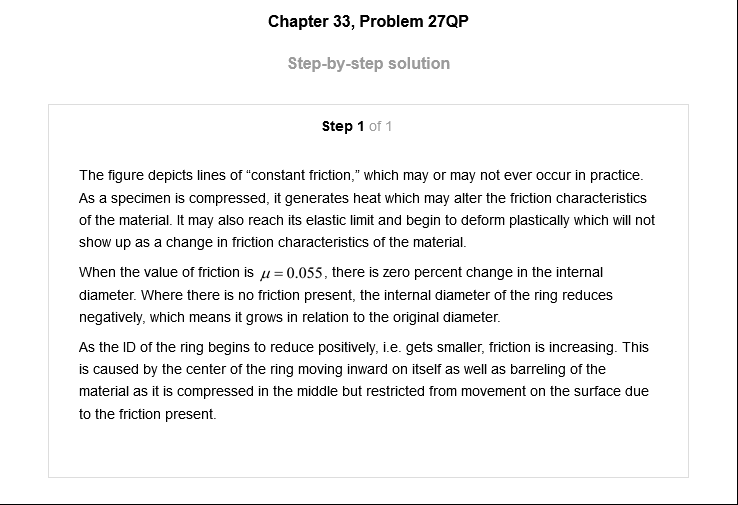 Chapter 33, Problem 27QP
Step-by-step solution
Step 1 of 1
The figure depicts lines of “constant friction,” which may or may not ever occur in practice.
As a specimen is compressed, it generates heat which may alter the friction characteristics
of the material. It may also reach its elastic limit and begin to deform plastically which will not
show up as a change in friction characteristics of the material.
When the value of friction is μ = 0.055, there is zero percent change in the internal
diameter. Where there is no friction present, the internal diameter of the ring reduces
negatively, which means it grows in relation to the original diameter.
As the ID of the ring begins to reduce positively, i.e. gets smaller, friction is increasing. This
is caused by the center of the ring moving inward on itself as well as barreling of the
material as it is compressed in the middle but restricted from movement on the surface due
to the friction present.